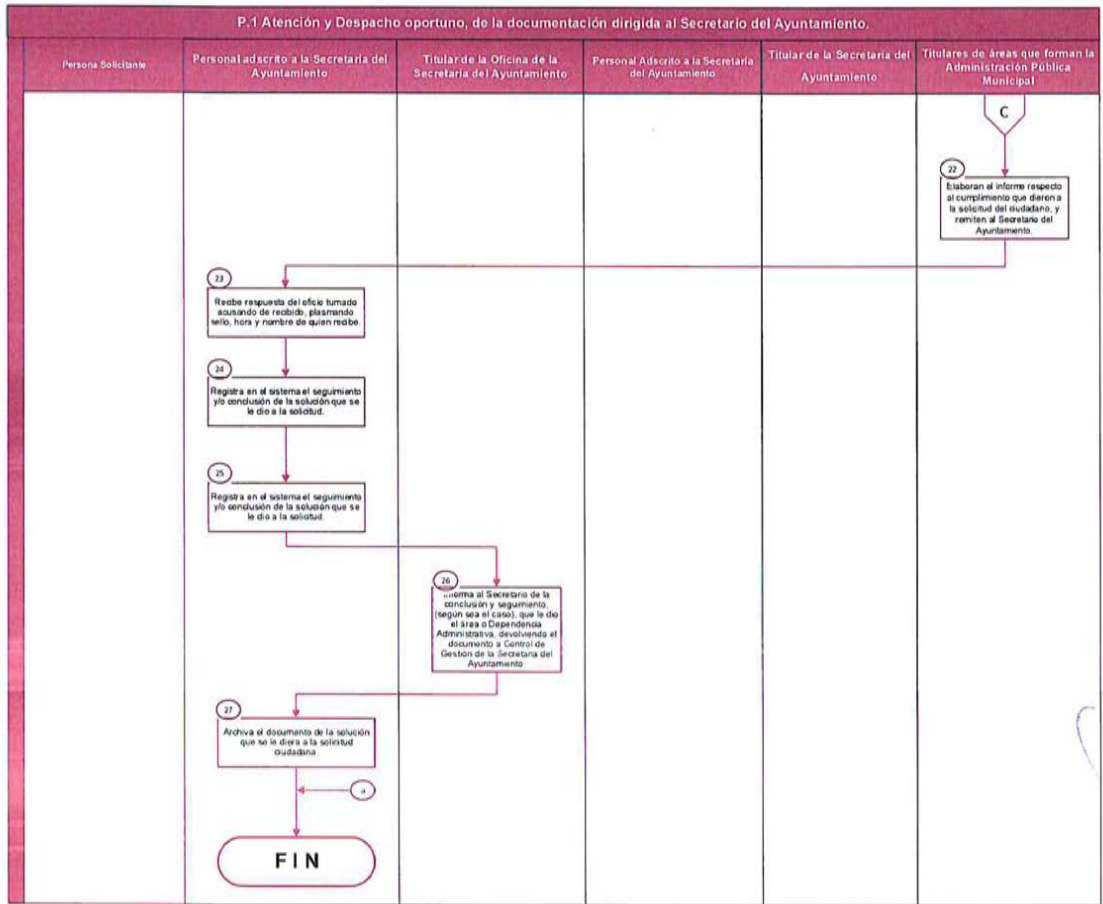 P.1 Atención y Despacho oportuno, de la documentación dirigida al Secretario del Ayuntamiento.
Persona Solicitante
Personal adscrito a la Secretaría del
Ayuntamiento
Titular de la Oficina de la
Secretaría del Ayuntamiento
Personal Adscrito a la Secretaría
del Ayuntamiento
Titular de la Secretaría del
Ayuntamiento
Titulares de áreas que forman la
Administración Pública
Municipal
C
22
Elaboran el informe respecto
al cumplimiento que dieron a
la solicitud del ciudadano, y
remiten al Secretario del
Ayuntamiento.
23
Recibe respuesta del oficio turnado
acusando de recibido, plasmando
sello, hora y nombre de quien recibe.
24
Registra en el sistema el seguimiento
y/o conclusión de la solución que se
le dio a la solicitud.
25
Registra en el sistema el seguimiento
y/o conclusión de la solución que se
le dio a la solicitud.
26
Informa al Secretario de la
conclusión y seguimiento,
(según sea el caso), que le dio
el área o Dependencia
Administrativa, devolviendo el
documento a Control de
Gestión de la Secretaría del
Ayuntamiento
27
Archiva el documento de la solución
que se le diera a la solicitud
ciudadana.
a
FIN